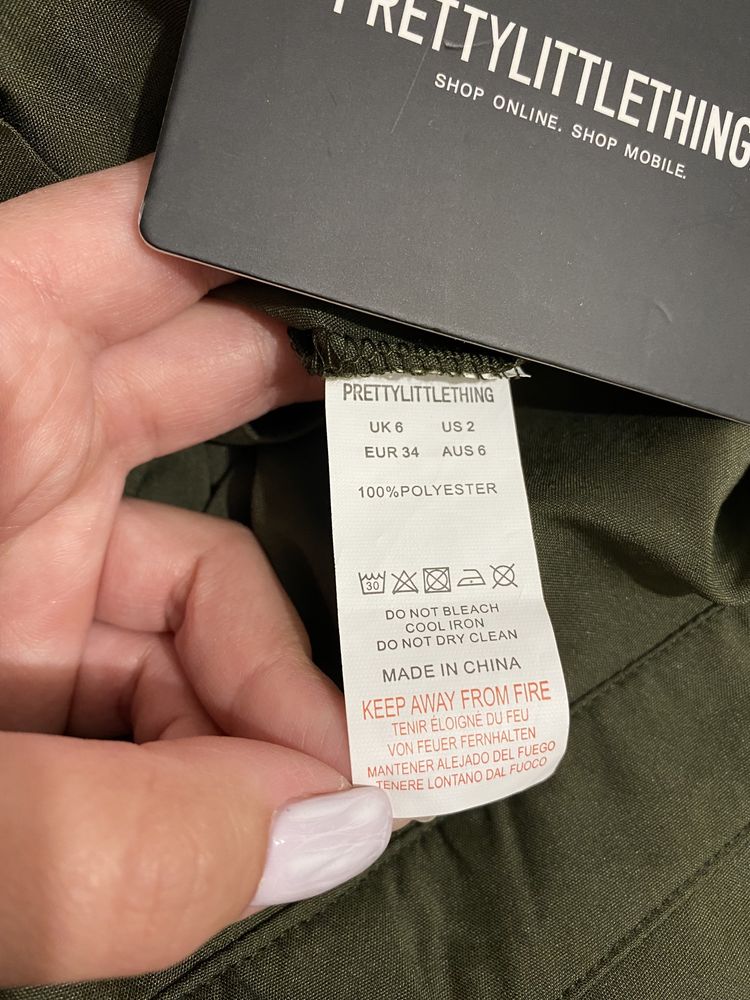 PRETTYLITTLETHING
SHOP ONLINE. SHOP MOBILE.
PRETTYLITTLETHING
UK 6 US 2
EUR 34 AUS 6
100%POLYESTER
30
DO NOT BLEACH
COOL IRON
DO NOT DRY CLEAN
MADE IN CHINA
KEEP AWAY FROM FIRE
TENIR ÉLOIGNÉ DU FEU
VON FEUER FERNHALTEN
MANTENER ALEJADO DEL FUEGO
TENERE LONTANO DAL FUOCO